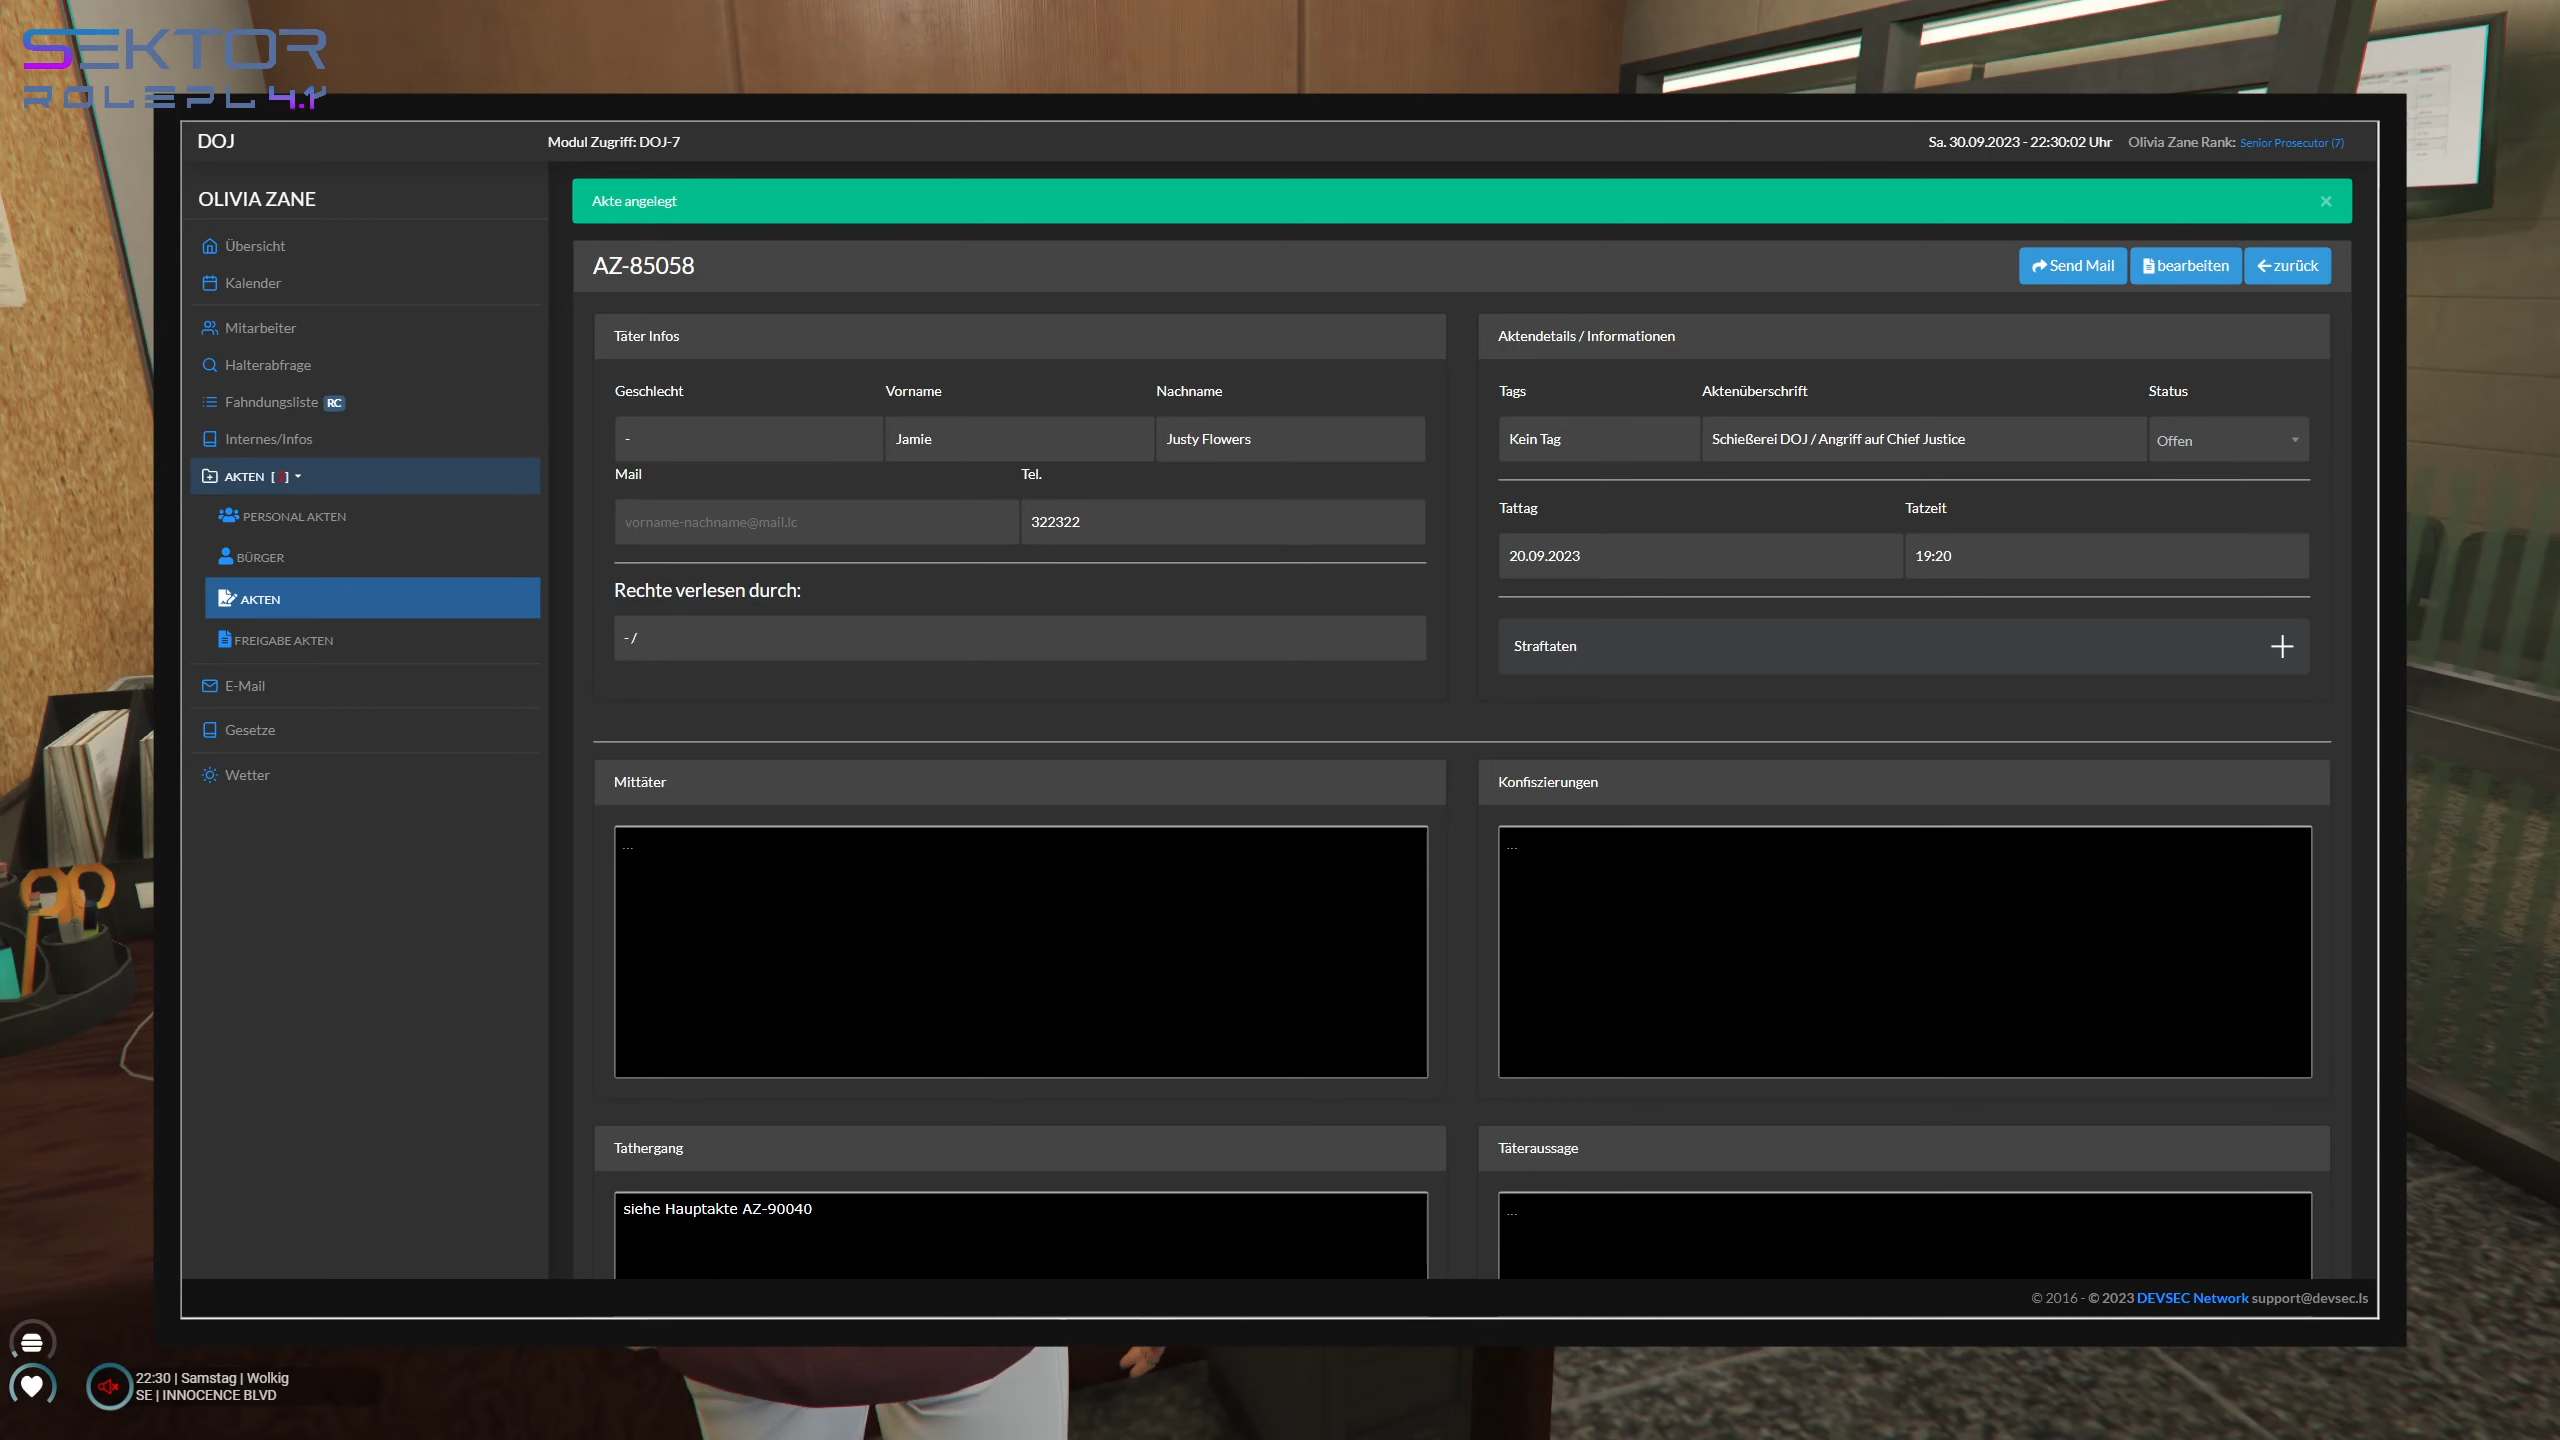 SEKTOR
ROLEPL4.Y
DOJ
Modul Zugriff: DOJ-7
Sa. 30.09.2023 - 22:30:02 Uhr
Olivia Zane Rank: Senior Prosecutor (7)
OLIVIA ZANE
Übersicht
Kalender
Mitarbeiter
Halterabfrage
Fahndungsliste RC
Internes/Infos
AKTEN [ ]
PERSONAL AKTEN
BÜRGER
AKTEN
FREIGABE AKTEN
E-Mail
Gesetze
Wetter
Akte angelegt
×
AZ-85058
Send Mail
bearbeiten
zurück
Täter Infos
Geschlecht Vorname Nachname
- Jamie Justy Flowers
Mail Tel.
vorname-nachname@mail.lc 322322
Rechte verlesen durch:
- /
Aktendetails / Informationen
Tags Aktenüberschrift Status
Kein Tag Schießerei DOJ / Angriff auf Chief Justice Offen
Tattag Tatzeit
20.09.2023 19:20
Straftaten
Mittäter
...
Konfiszierungen
...
Tathergang
siehe Hauptakte AZ-90040
Täteraussage
...
© 2016 - © 2023 DEVSEC Network support@devsec.ls
22:30 | Samstag | Wolkig
SE | INNOCENCE BLVD